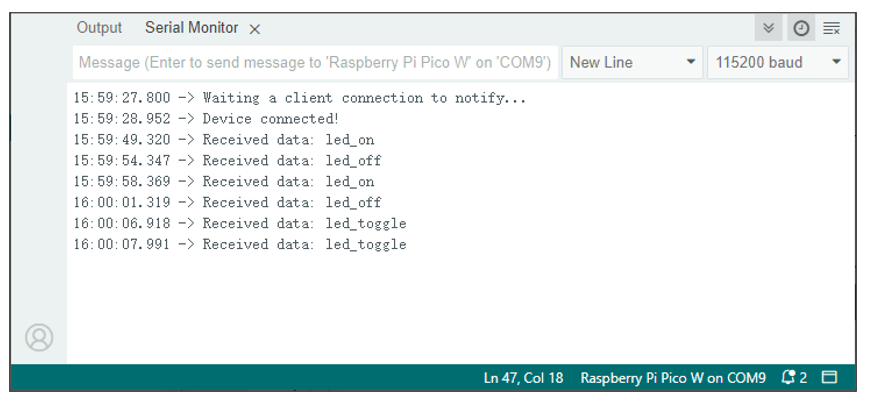 Output Serial Monitor
Message (Enter to send message to 'Raspberry Pi Pico W' on 'COM9') New Line 115200 baud
15:59:27.800 -> Waiting a client connection to notify...
15:59:28.952 -> Device connected!
15:59:49.320 -> Received data: led_on
15:59:54.347 -> Received data: led_off
15:59:58.369 -> Received data: led_on
16:00:01.319 -> Received data: led_off
16:00:06.918 -> Received data: led_toggle
16:00:07.991 -> Received data: led_toggle
Ln 47, Col 18 Raspberry Pi Pico W on COM9 2